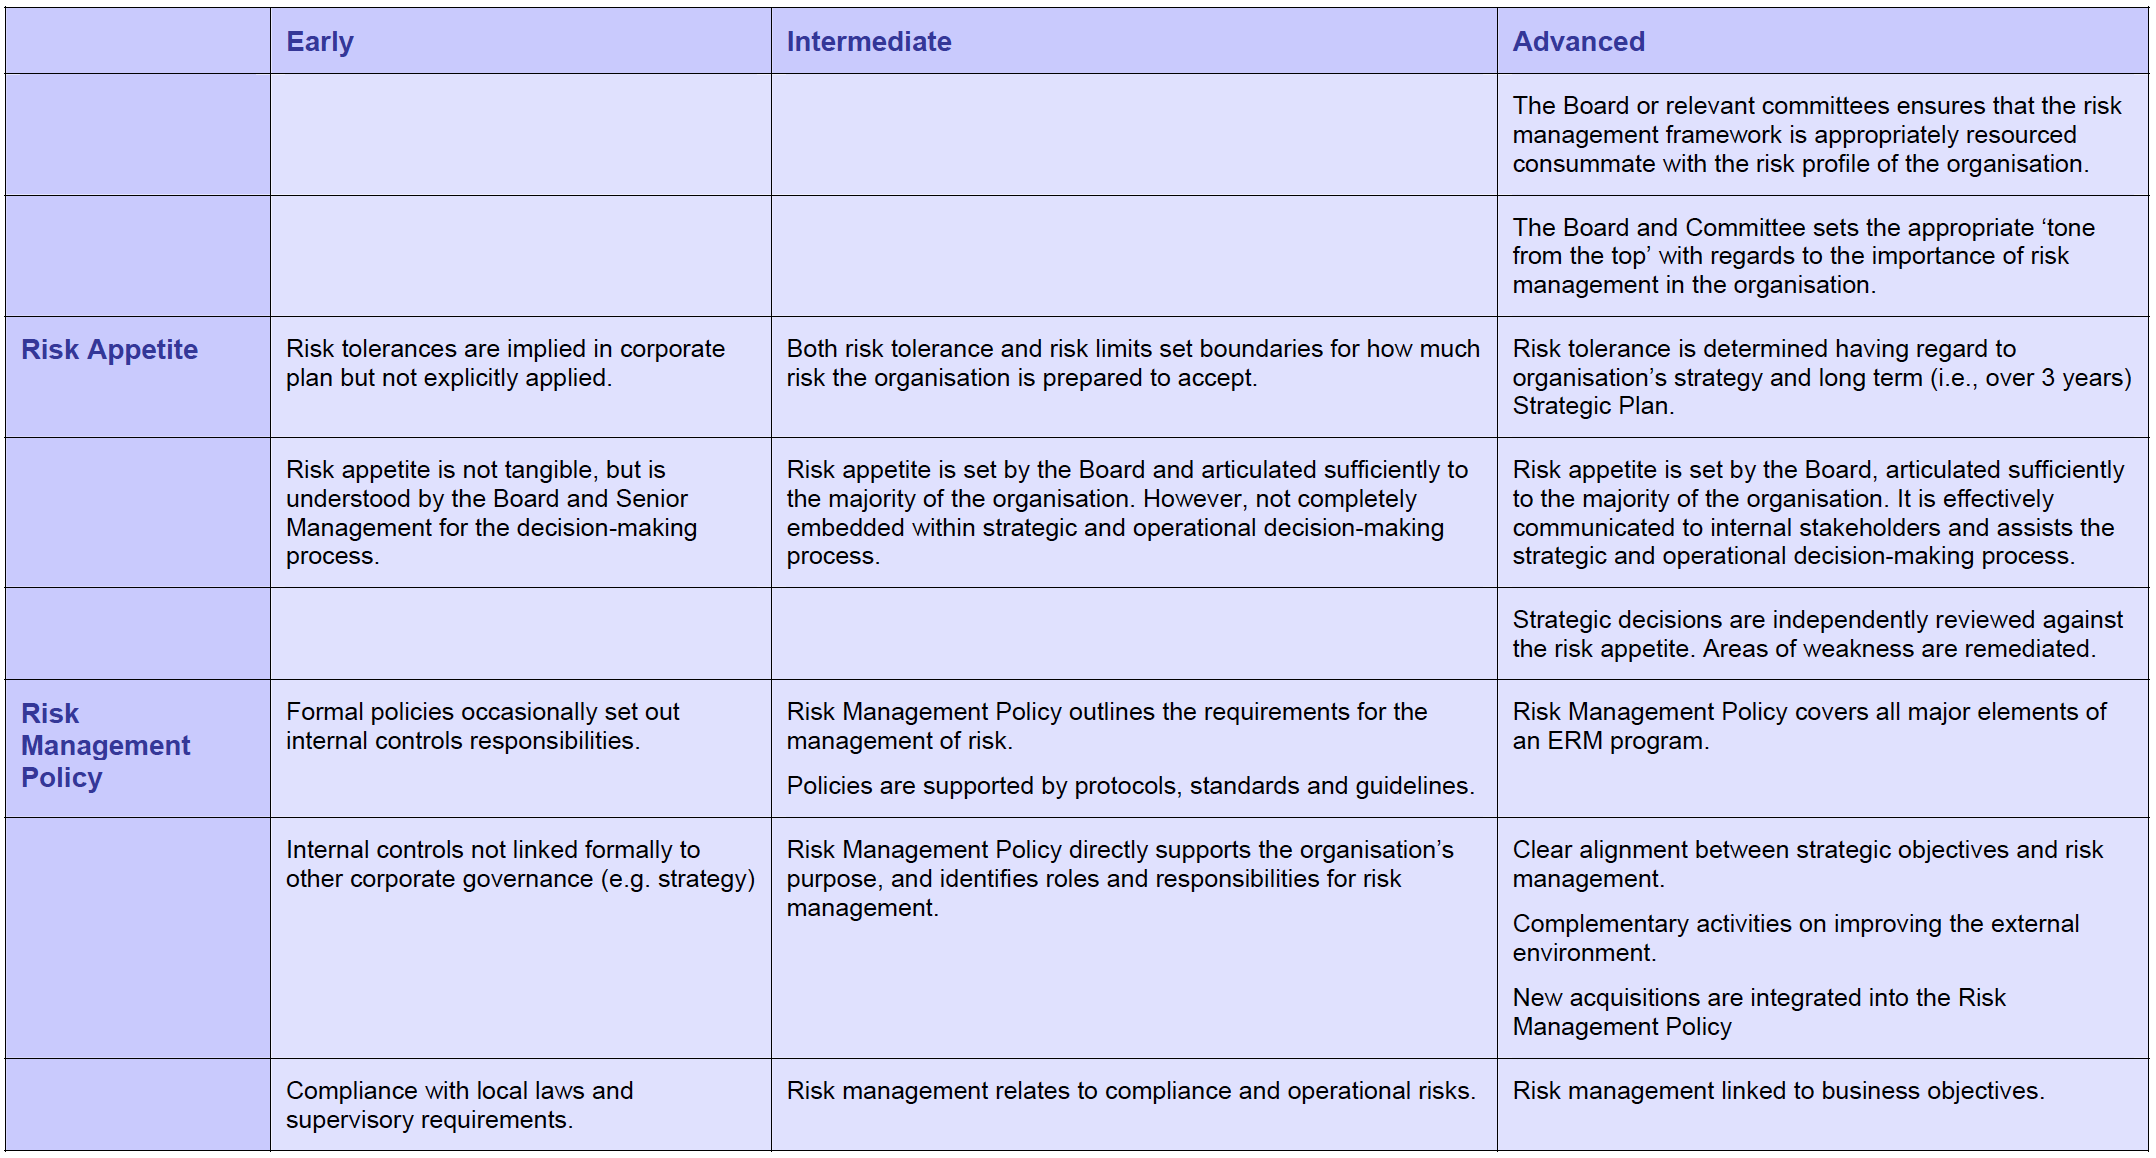 Early
Intermediate
Advanced
The Board or relevant committees ensures that the risk
management framework is appropriately resourced
consummate with the risk profile of the organisation.
The Board and Committee sets the appropriate ‘tone
from the top’ with regards to the importance of risk
management in the organisation.
Risk Appetite
Risk tolerances are implied in corporate
plan but not explicitly applied.
Both risk tolerance and risk limits set boundaries for how much
risk the organisation is prepared to accept.
Risk tolerance is determined having regard to
organisation’s strategy and long term (i.e., over 3 years)
Strategic Plan.
Risk appetite is not tangible, but is
understood by the Board and Senior
Management for the decision-making
process.
Risk appetite is set by the Board and articulated sufficiently to
the majority of the organisation. However, not completely
embedded within strategic and operational decision-making
process.
Risk appetite is set by the Board, articulated sufficiently
to the majority of the organisation. It is effectively
communicated to internal stakeholders and assists the
strategic and operational decision-making process.
Strategic decisions are independently reviewed against
the risk appetite. Areas of weakness are remediated.
Risk
Management
Policy
Formal policies occasionally set out
internal controls responsibilities.
Risk Management Policy outlines the requirements for the
management of risk.
Policies are supported by protocols, standards and guidelines.
Risk Management Policy covers all major elements of
an ERM program.
Internal controls not linked formally to
other corporate governance (e.g. strategy)
Risk Management Policy directly supports the organisation’s
purpose, and identifies roles and responsibilities for risk
management.
Clear alignment between strategic objectives and risk
management.
Complementary activities on improving the external
environment.
New acquisitions are integrated into the Risk
Management Policy
Compliance with local laws and
supervisory requirements.
Risk management relates to compliance and operational risks.
Risk management linked to business objectives.